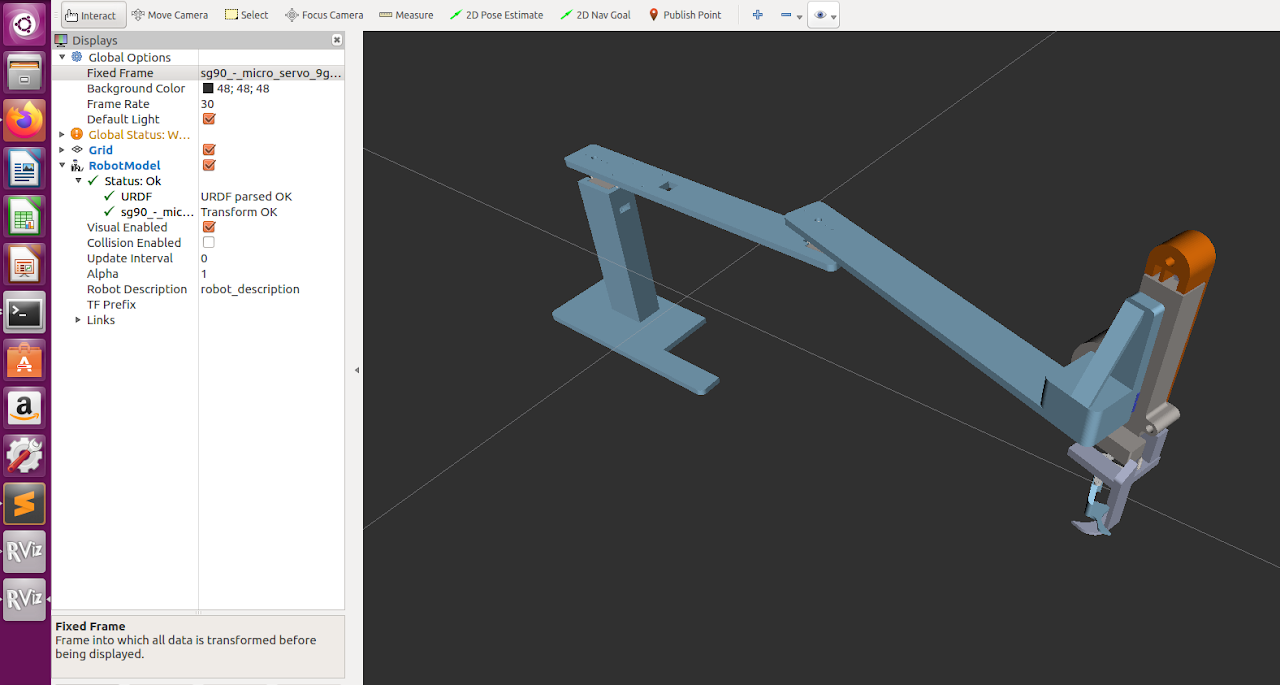 Interact Move Camera Select Focus Camera Measure 2D Pose Estimate 2D Nav Goal Publish Point
Displays
Global Options
Fixed Frame sg90_-_micro_servo_9g...
Background Color 48; 48; 48
Frame Rate 30
Default Light
Global Status: W...
Grid
RobotModel
Status: Ok
URDF URDF parsed OK
sg90_-_mic... Transform OK
Visual Enabled
Collision Enabled
Update Interval 0
Alpha 1
Robot Description robot_description
TF Prefix
Links
a
RViz
RViz
Fixed Frame
Frame into which all data is transformed before
being displayed.